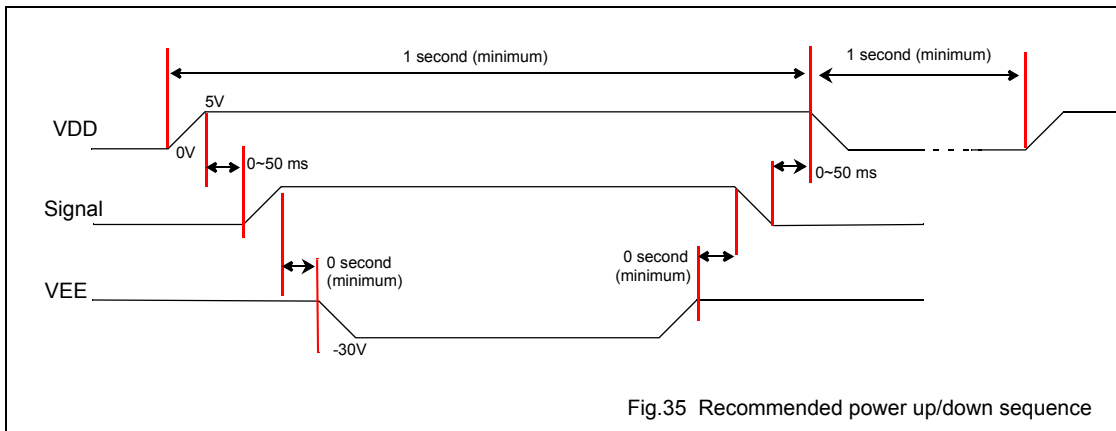 1 second (minimum)
1 second (minimum)
5V
VDD
0V
0~50 ms
0~50 ms
Signal
0 second
(minimum)
0 second
(minimum)
VEE
-30V
Fig.35 Recommended power up/down sequence